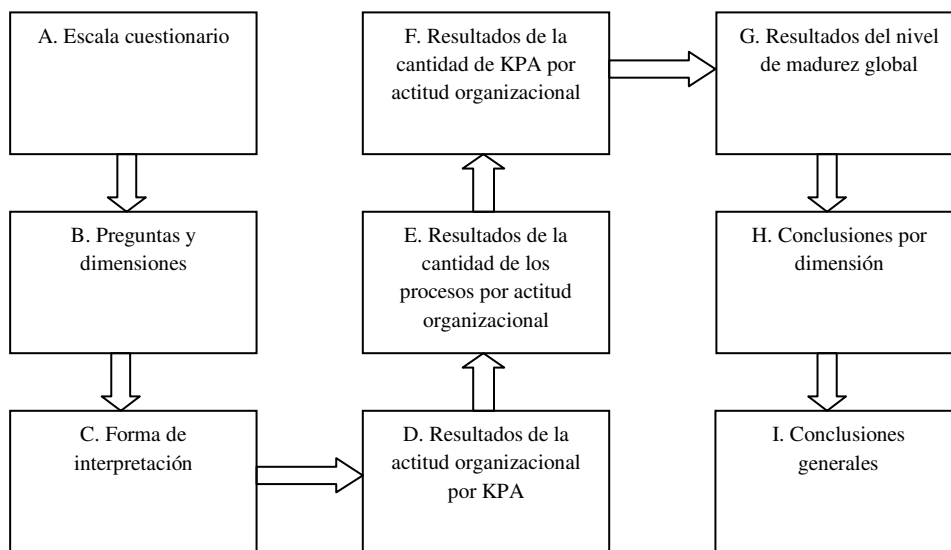 A. Escala cuestionario
B. Preguntas y
dimensiones
C. Forma de
interpretación
D. Resultados de la
actitud organizacional
por KPA
E. Resultados de la
cantidad de los
procesos por actitud
organizacional
F. Resultados de la
cantidad de KPA por
actitud organizacional
G. Resultados del nivel
de madurez global
H. Conclusiones por
dimensión
I. Conclusiones
generales